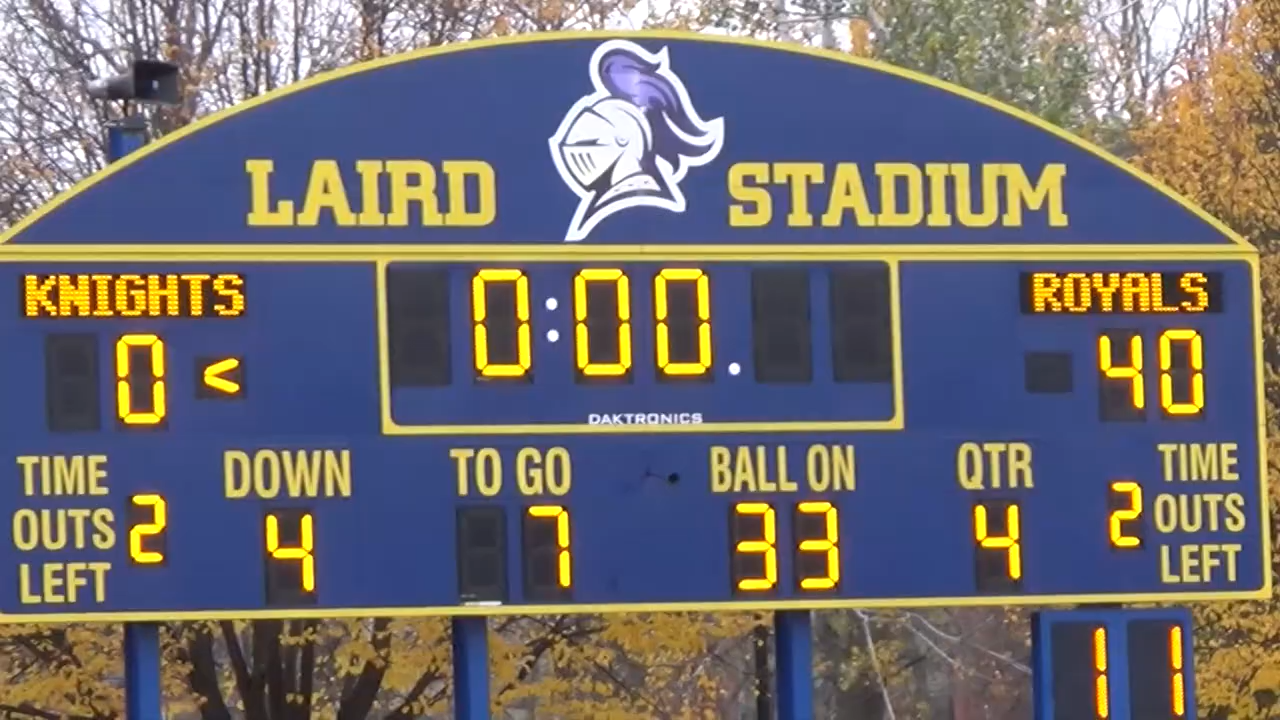 LAIRD STADIUM
KNIGHTS 0:00. ROYALS
0 < 40
DAKTRONICS
TIME OUTS LEFT 2
DOWN 4
TO GO 7
BALL ON 33
QTR 4
2 TIME OUTS LEFT
11